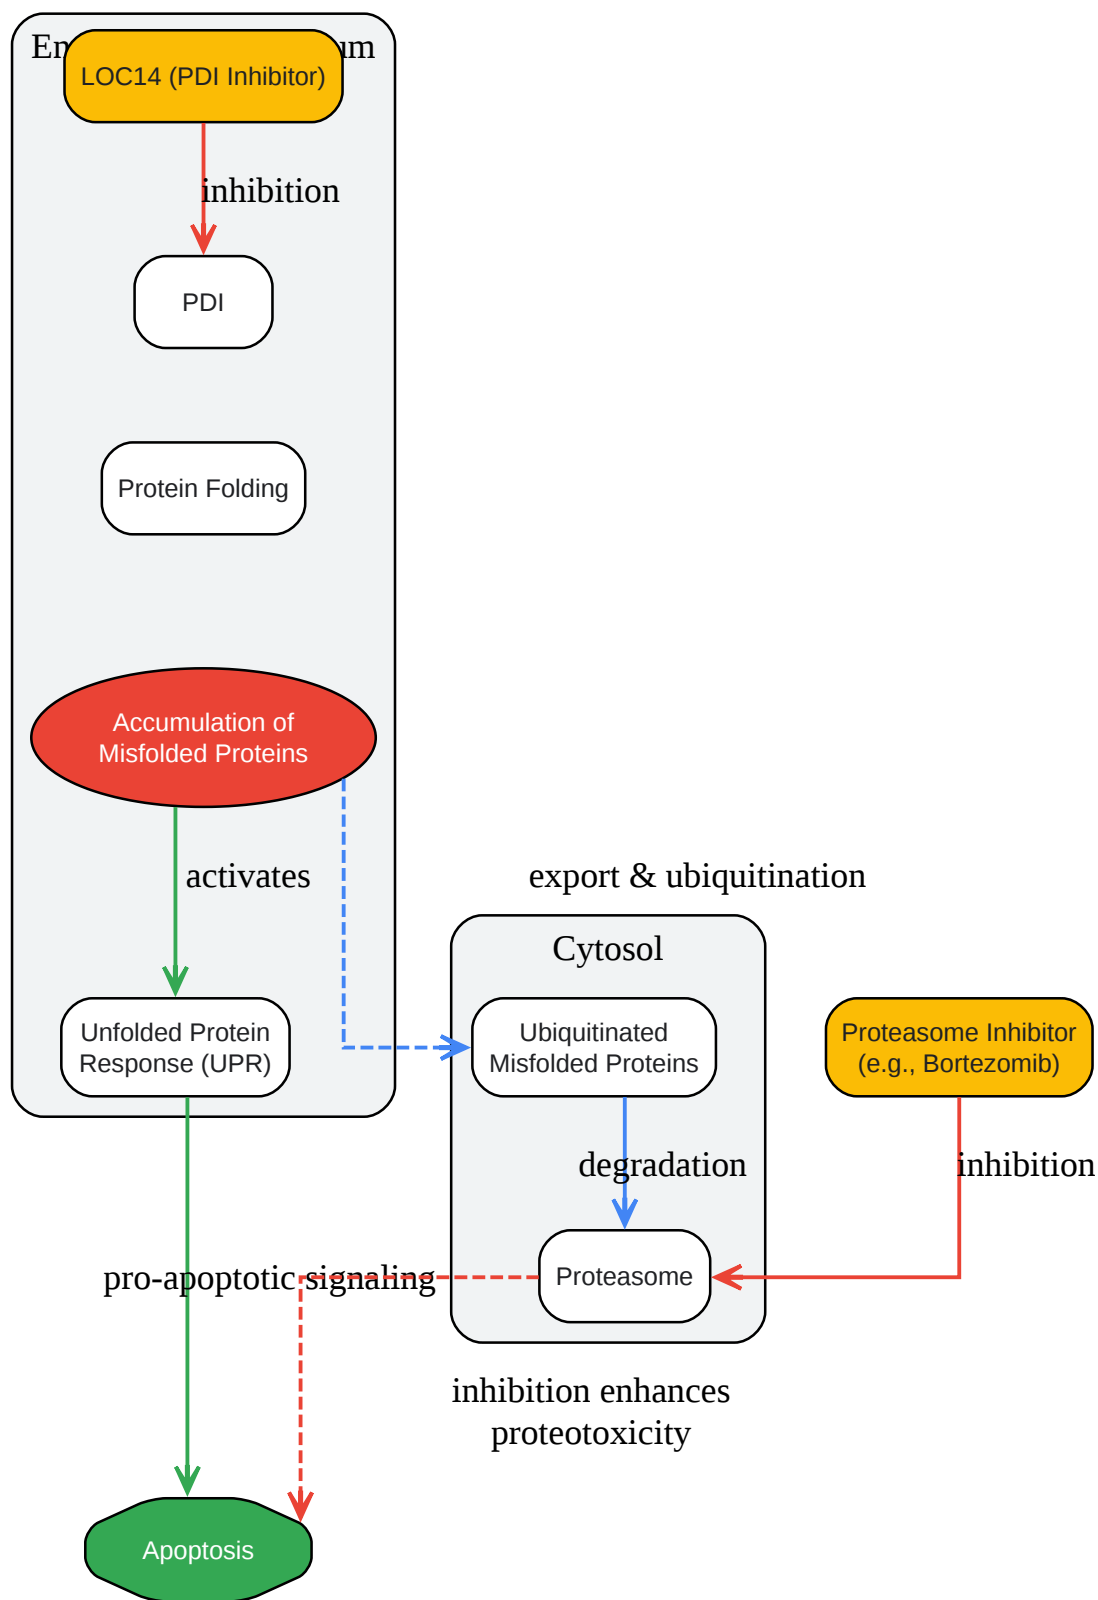 LOC14 (PDI Inhibitor)
inhibition
PDI
Protein Folding
Accumulation of
Misfolded Proteins
activates
export & ubiquitination
Cytosol
Unfolded Protein
Response (UPR)
Ubiquitinated
Misfolded Proteins
Proteasome Inhibitor
(e.g., Bortezomib)
degradation
inhibition
pro-apoptotic signaling
Proteasome
inhibition enhances
proteotoxicity
Apoptosis